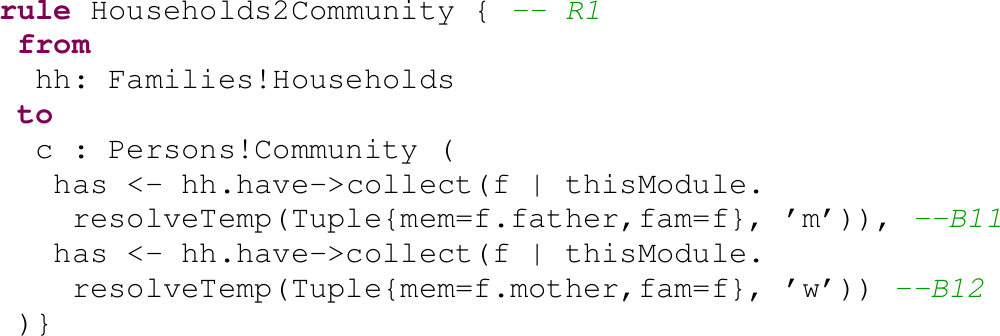 rule Households2Community { -- R1
from
hh: Families!Households
to
c : Persons!Community (
has <- hh.have->collect(f | thisModule.
resolveTemp(Tuple{mem=f.father,fam=f}, ’m’)), --B11
has <- hh.have->collect(f | thisModule.
resolveTemp(Tuple{mem=f.mother,fam=f}, ’w’)) --B12
)}